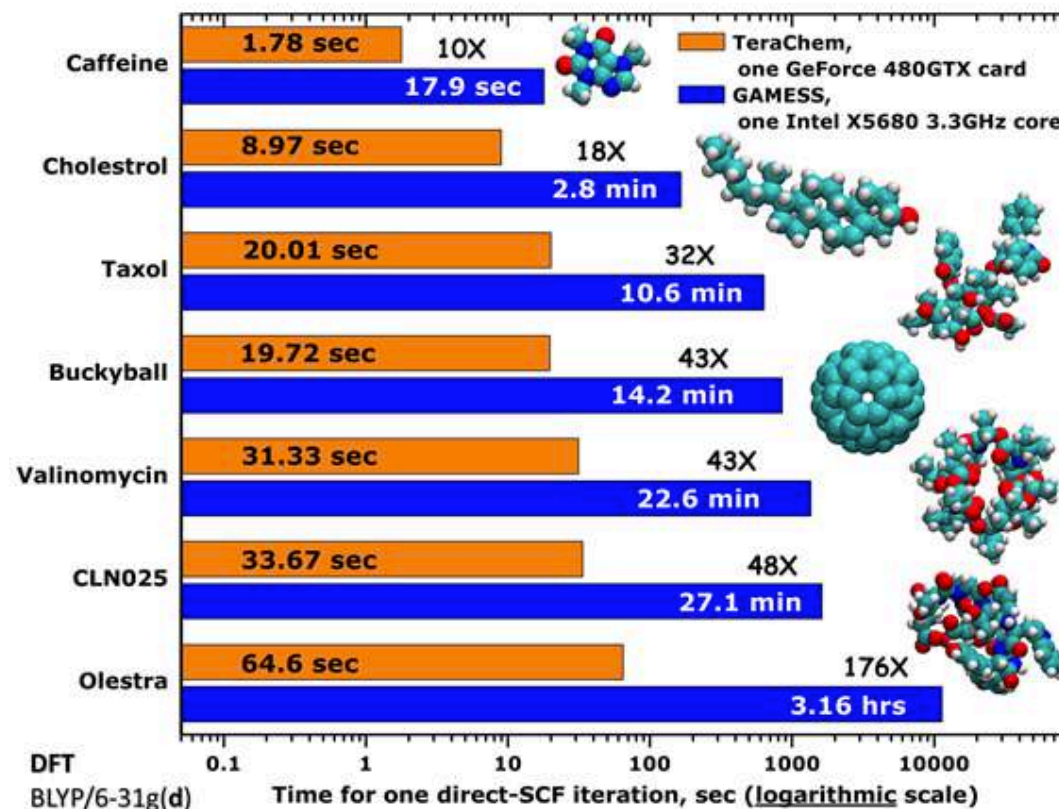 TeraChem,
one GeForce 480GTX card
GAMESS,
one Intel X5680 3.3GHz core
Caffeine
1.78 sec
10X
17.9 sec
Cholestrol
8.97 sec
18X
2.8 min
Taxol
20.01 sec
32X
10.6 min
Buckyball
19.72 sec
43X
14.2 min
Valinomycin
31.33 sec
43X
22.6 min
CLN025
33.67 sec
48X
27.1 min
Olestra
64.6 sec
176X
3.16 hrs
0.1 1 10 100 1000 10000
DFT
BLYP/6-31g(d)
Time for one direct-SCF iteration, sec (logarithmic scale)